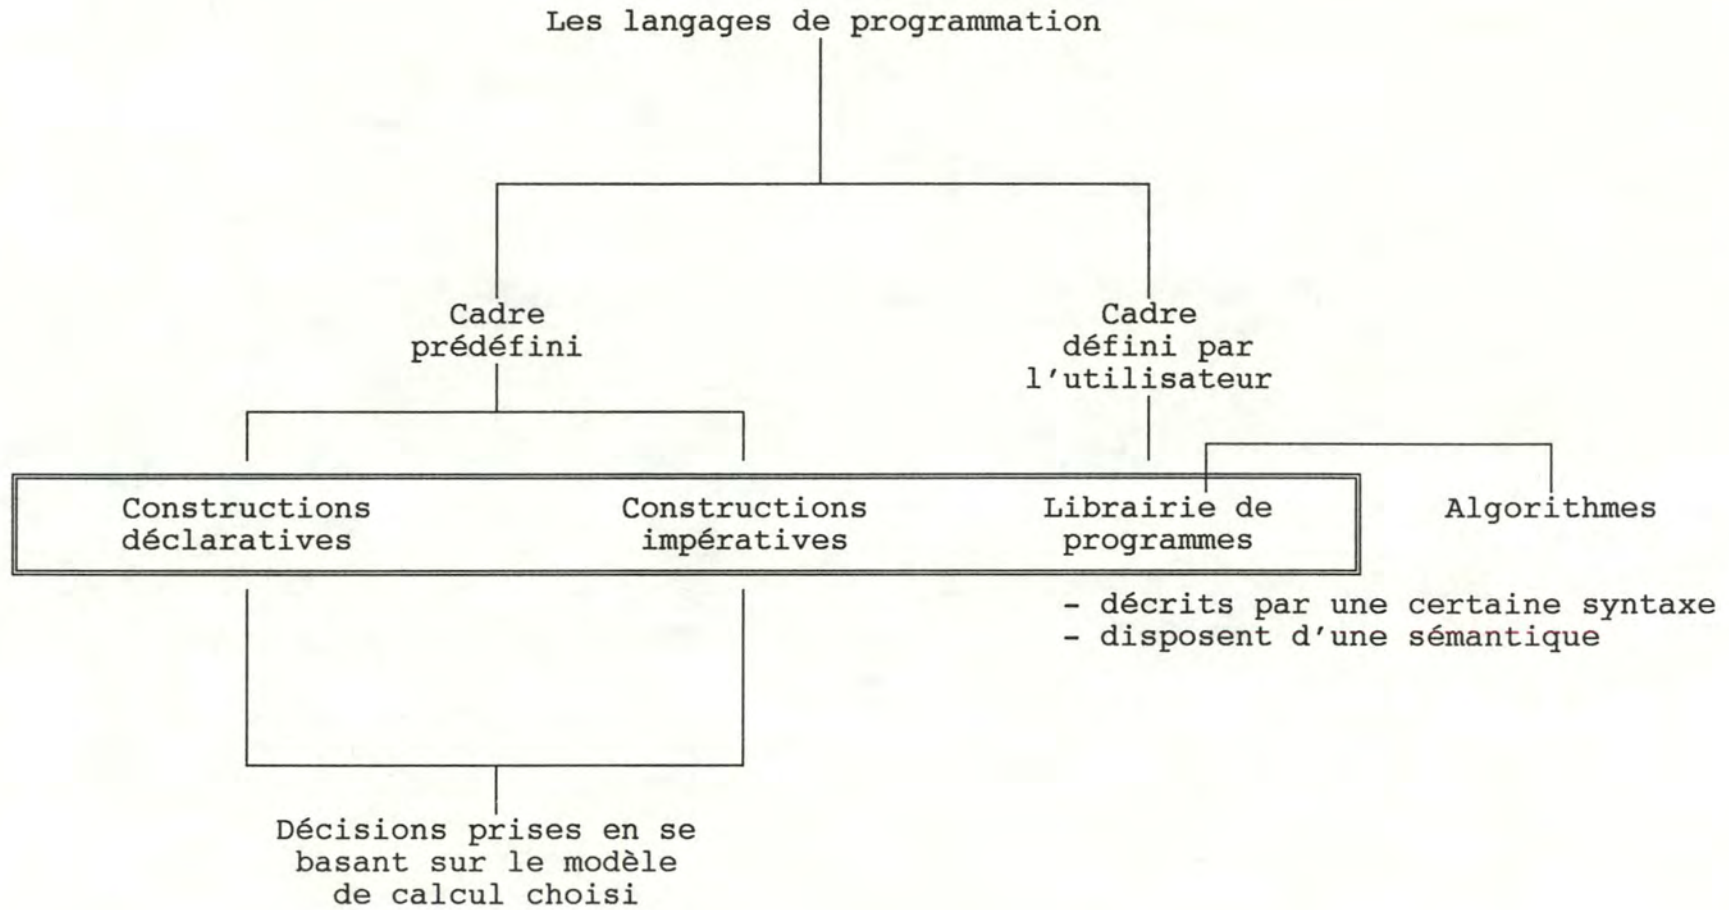 Les langages de programmation
Cadre
prédéfini
Cadre
défini par
l'utilisateur
Constructions
déclaratives
Constructions
impératives
Librairie de
programmes
Algorithmes
- décrits par une certaine syntaxe
- disposent d'une sémantique
Décisions prises en se
basant sur le modèle
de calcul choisi